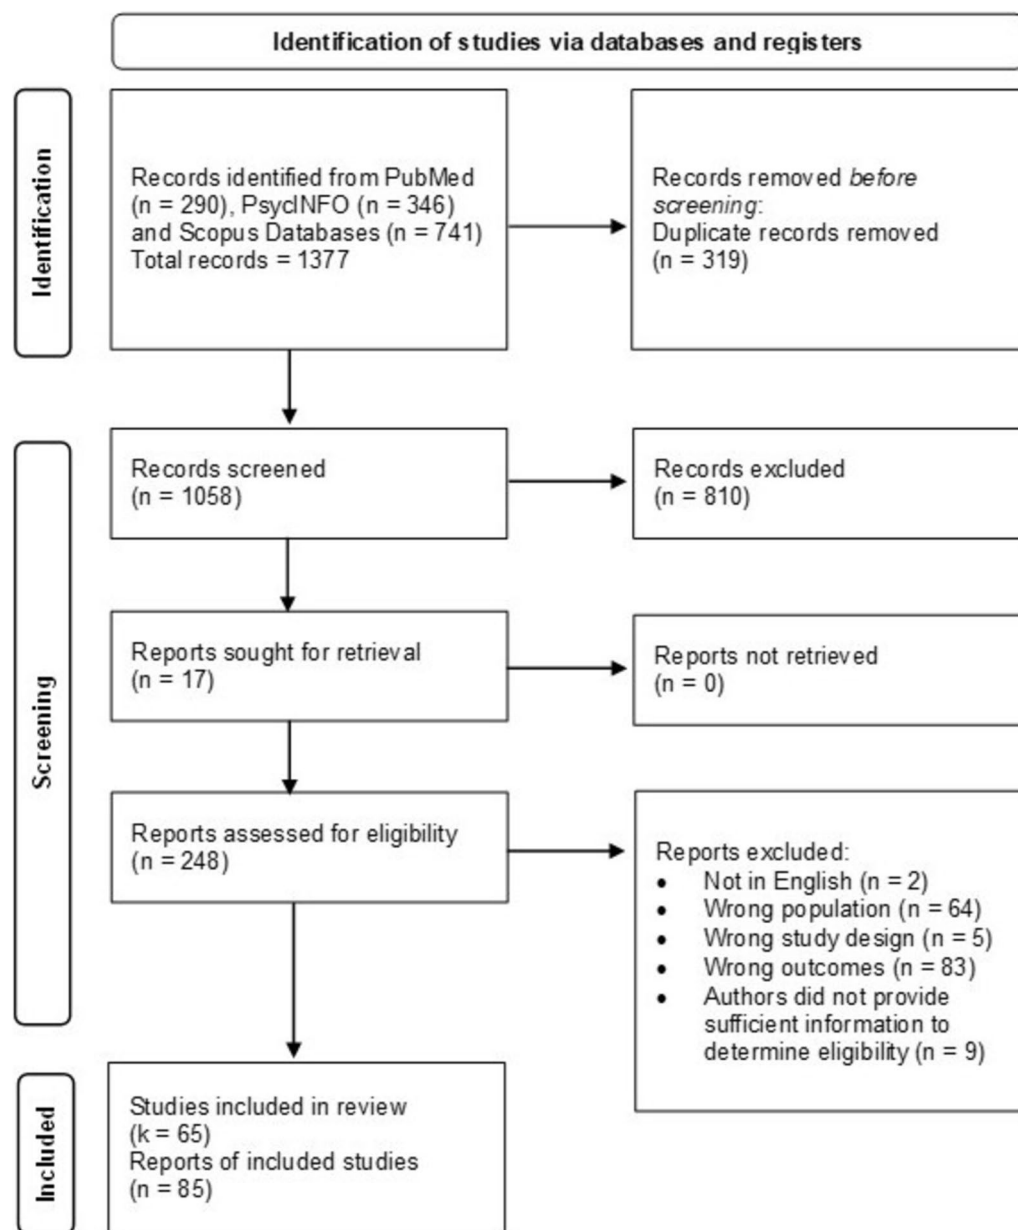 Identification of studies via databases and registers
Identification
Records identified from PubMed
(n = 290), PsycINFO (n = 346)
and Scopus Databases (n = 741)
Total records = 1377
Records removed before
screening:
Duplicate records removed
(n = 319)
Screening
Records screened
(n = 1058)
Records excluded
(n = 810)
Reports sought for retrieval
(n = 17)
Reports not retrieved
(n = 0)
Reports assessed for eligibility
(n = 248)
Reports excluded:
• Not in English (n = 2)
• Wrong population (n = 64)
• Wrong study design (n = 5)
• Wrong outcomes (n = 83)
• Authors did not provide
sufficient information to
determine eligibility (n = 9)
Included
Studies included in review
(k = 65)
Reports of included studies
(n = 85)